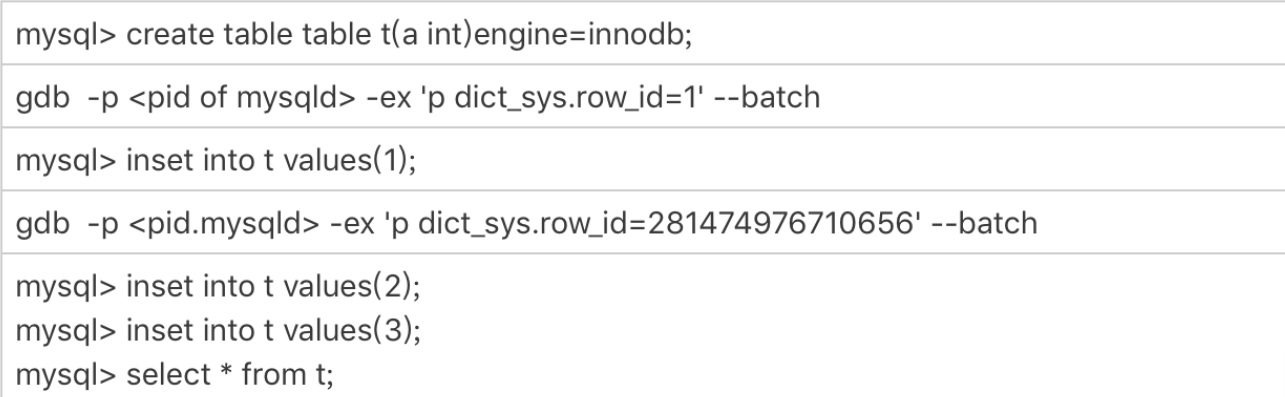 mysql> create table table t(a int)engine=innodb;
gdb  -p <pid of mysqld> -ex 'p dict_sys.row_id=1' --batch
mysql> inset into t values(1);
gdb  -p <pid.mysqld> -ex 'p dict_sys.row_id=281474976710656' --batch
mysql> inset into t values(2);
mysql> inset into t values(3);
mysql> select * from t;